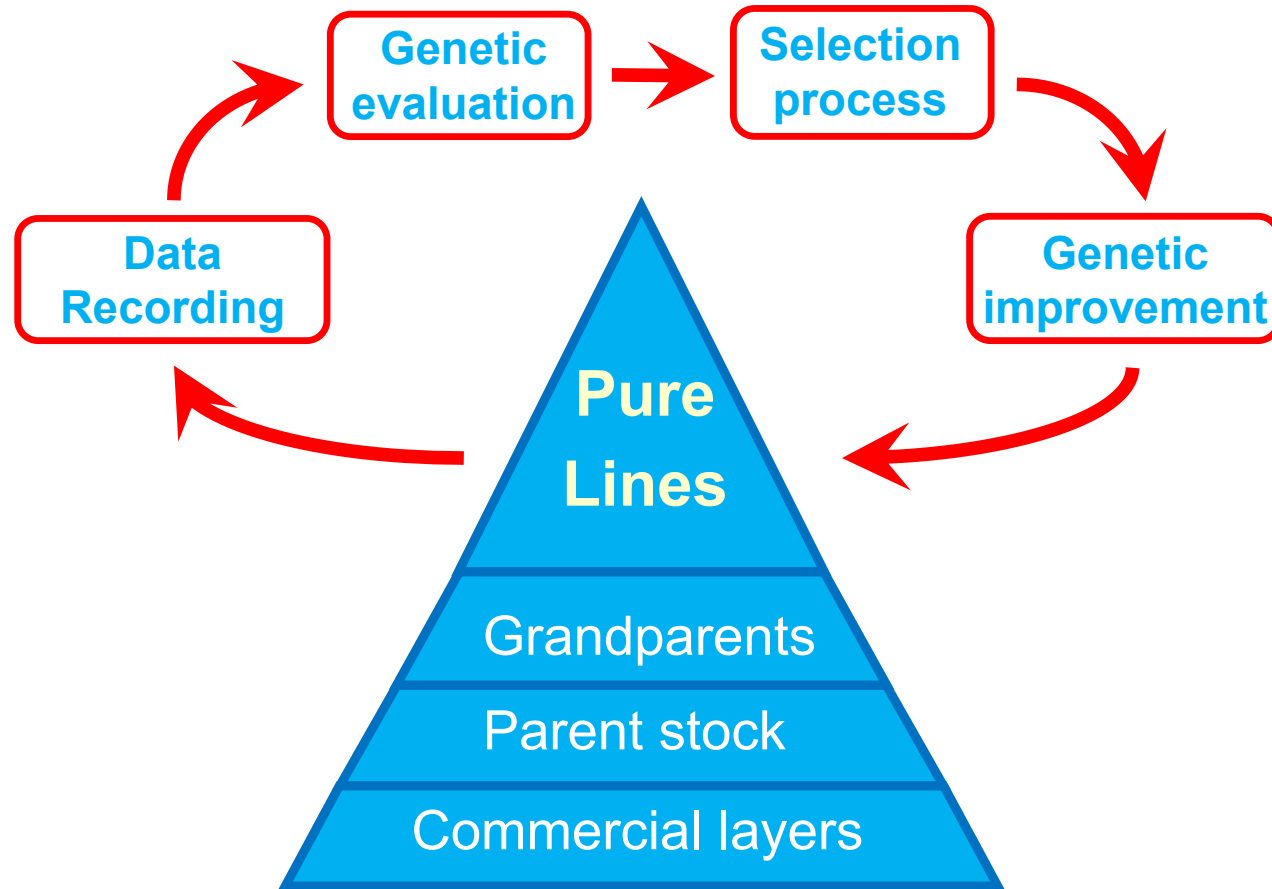 Genetic
evaluation
Selection
process
Data
Recording
Genetic
improvement
Pure
Lines
Grandparents
Parent stock
Commercial layers